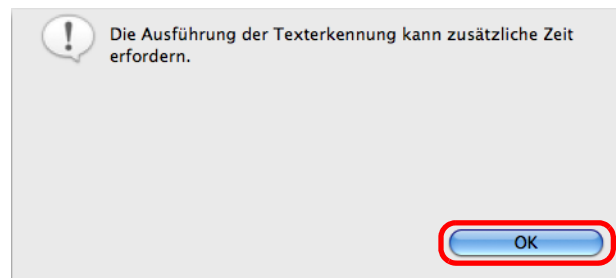 Die Ausführung der Texterkennung kann zusätzliche Zeit
erfordern.
OK